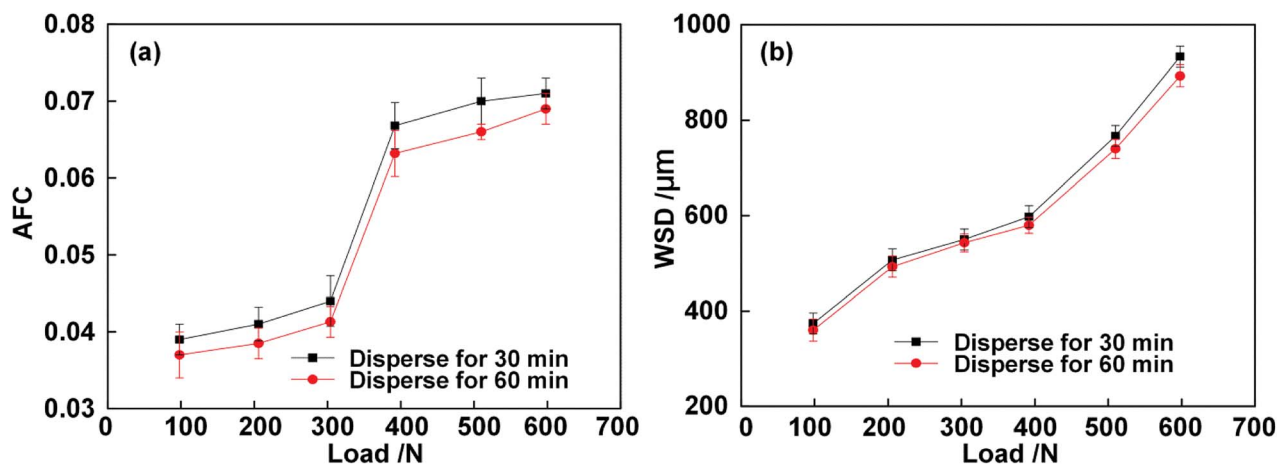 (a)
AFC
0.08
0.07
0.06
0.05
0.04
0.03
0 100 200 300 400 500 600 700
Load /N
Disperse for 30 min
Disperse for 60 min
(b)
WSD /μm
1000
800
600
400
200
0 100 200 300 400 500 600 700
Load /N
Disperse for 30 min
Disperse for 60 min